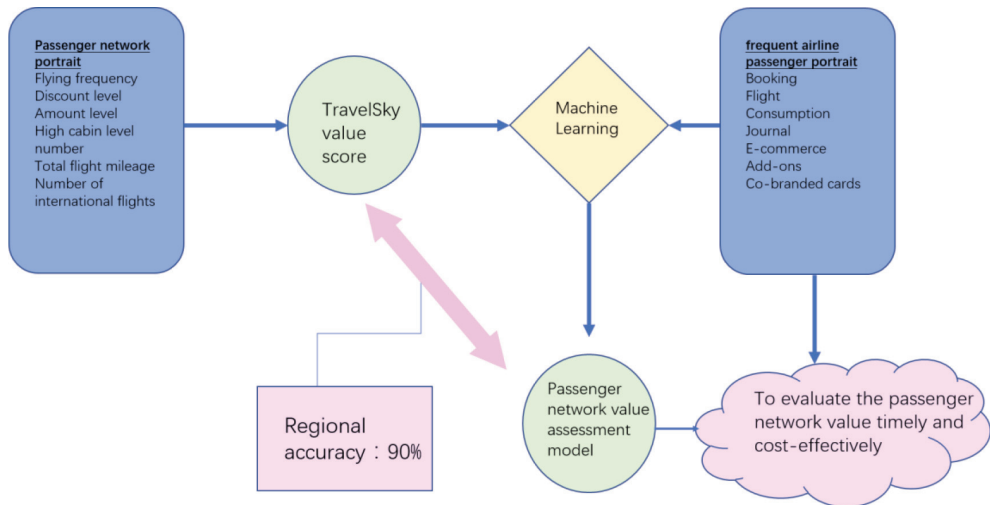 Passenger network
portrait
Flying frequency
Discount level
Amount level
High cabin level
number
Total flight mileage
Number of
international flights
TravelSky
value
score
Machine
Learning
frequent airline
passenger portrait
Booking
Flight
Consumption
Journal
E-commerce
Add-ons
Co-branded cards
Regional
accuracy：90%
Passenger
network value
assessment
model
To evaluate the passenger
network value timely and
cost-effectively